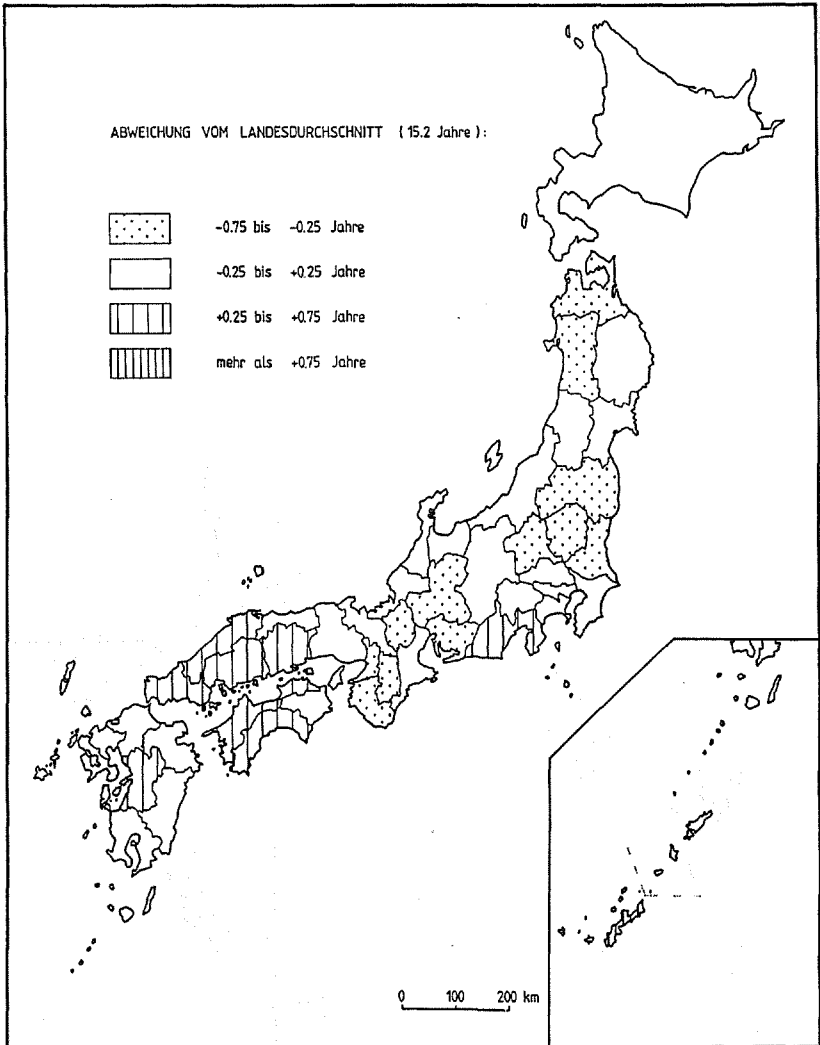 ABWEICHUNG VOM LANDESDURCHSCHNITT (15.2 Jahre):
-0.75 bis -0.25 Jahre
-0.25 bis +0.25 Jahre
+0.25 bis +0.75 Jahre
mehr als +0.75 Jahre
0 100 200 km